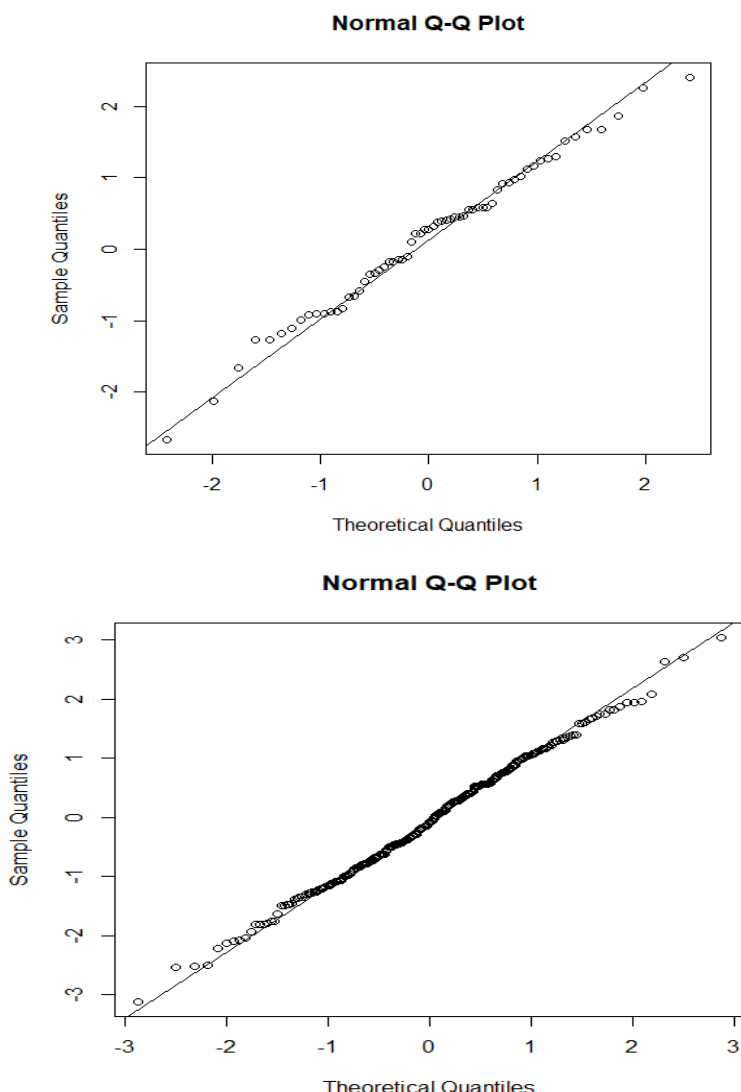 Normal Q-Q Plot
2
1
0
-1
-2
Sample Quantiles
-2 -1 0 1 2
Theoretical Quantiles
Normal Q-Q Plot
3
2
1
0
-1
-2
-3
Sample Quantiles
-3 -2 -1 0 1 2 3
Theoretical Quantiles